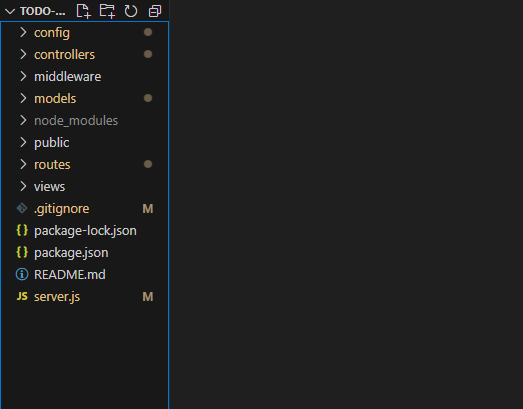 TODO-...
config
controllers
middleware
models
node_modules
public
routes
views
.gitignore M
{} package-lock.json
{} package.json
README.md
JS server.js M